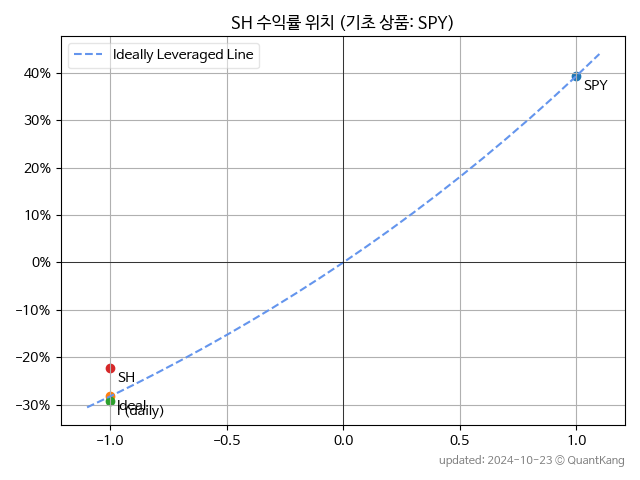 SH 수익률 위치 (기초 상품: SPY)
Ideally Leveraged Line
40%
30%
20%
10%
0%
−10%
−20%
−30%
SPY
SH
Ideal
(daily)
−1.0 −0.5 0.0 0.5 1.0
updated: 2024-10-23 © QuantKang